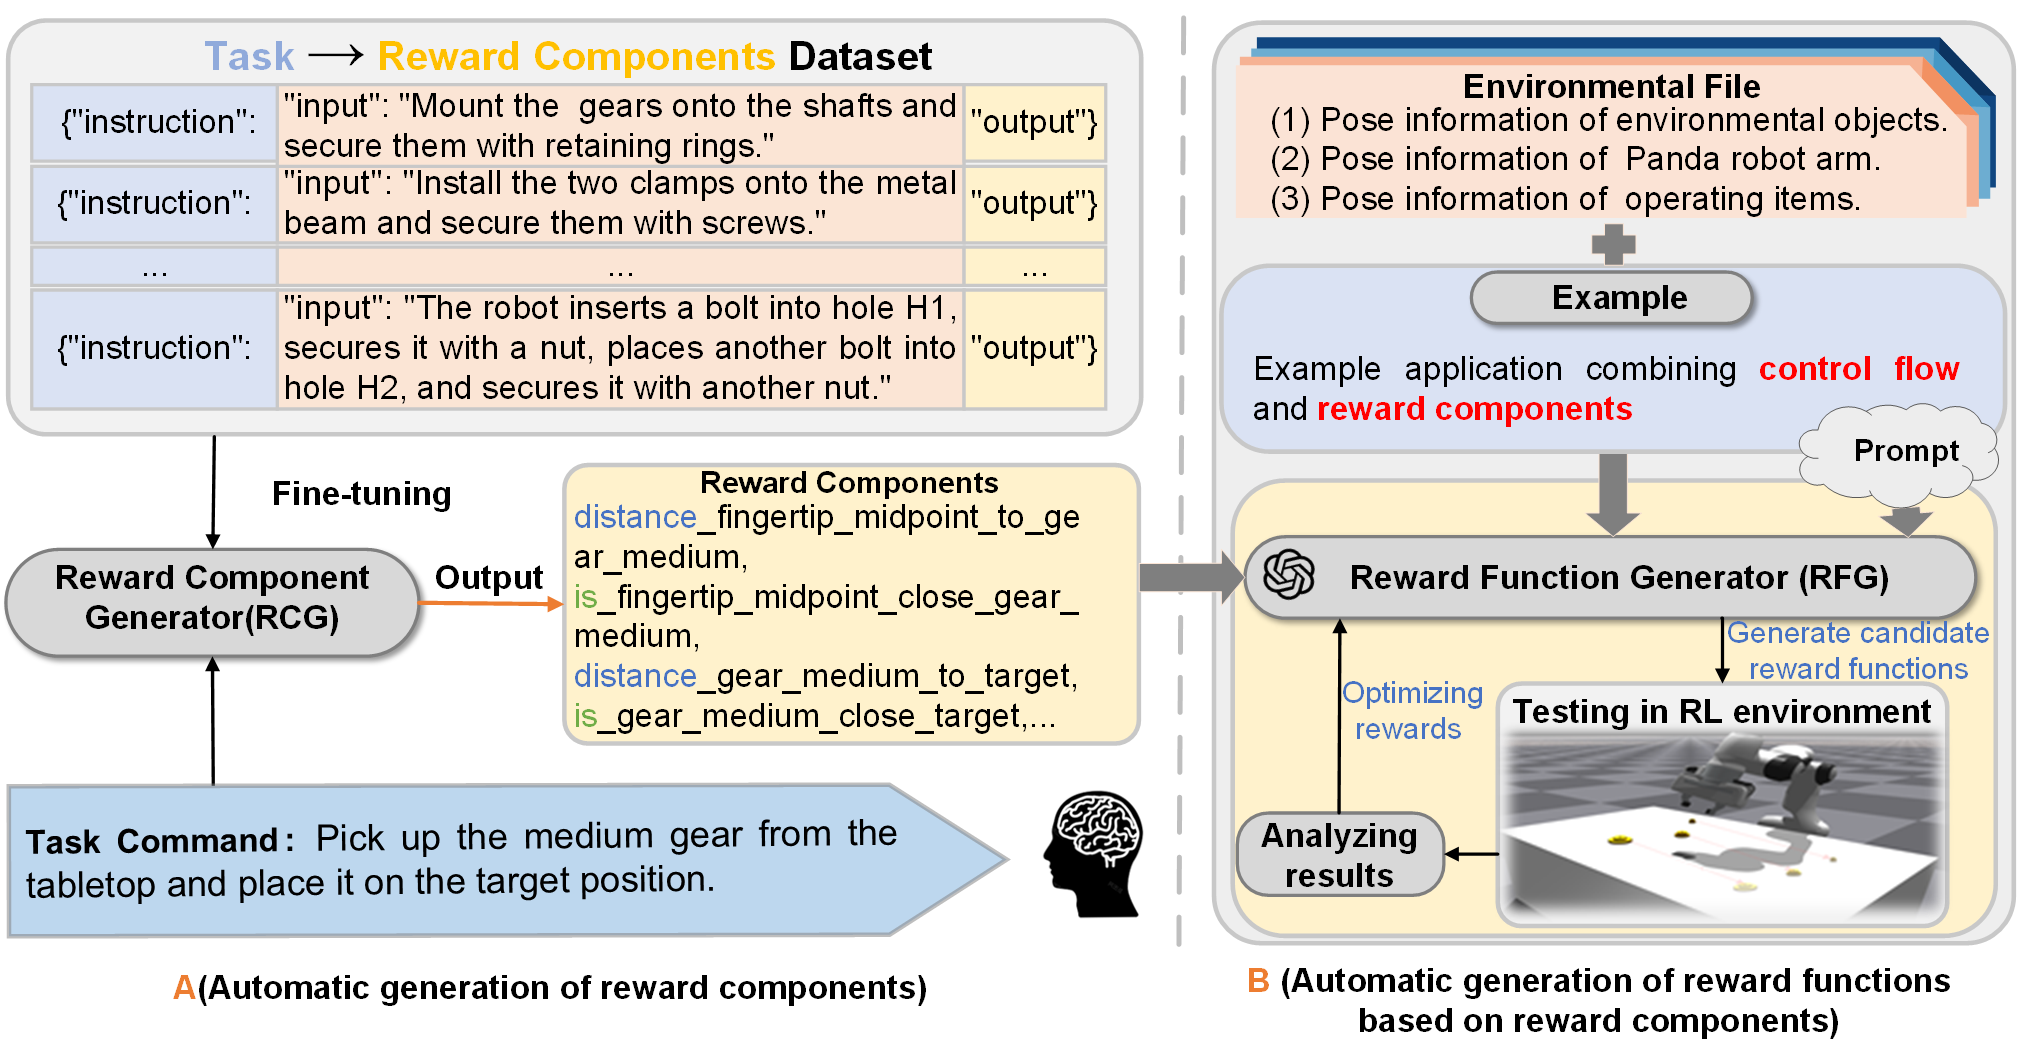 Task → Reward Components Dataset
{"instruction":
"input": "Mount the gears onto the shafts and
secure them with retaining rings."
"output"}
{"instruction":
"input": "Install the two clamps onto the metal
beam and secure them with screws."
"output"}
...
...
...
{"instruction":
"input": "The robot inserts a bolt into hole H1,
secures it with a nut, places another bolt into
hole H2, and secures it with another nut."
"output"}
Fine-tuning
Reward Component
Generator(RCG)
Output
Reward Components
distance_fingertip_midpoint_to_ge
ar_medium,
is_fingertip_midpoint_close_gear_
medium,
distance_gear_medium_to_target,
is_gear_medium_close_target,...
Task Command: Pick up the medium gear from the
tabletop and place it on the target position.
A(Automatic generation of reward components)
Environmental File
(1) Pose information of environmental objects.
(2) Pose information of Panda robot arm.
(3) Pose information of operating items.
Example
Example application combining control flow
and reward components
Prompt
Reward Function Generator (RFG)
Generate candidate
reward functions
Optimizing
rewards
Testing in RL environment
Analyzing
results
B (Automatic generation of reward functions
based on reward components)